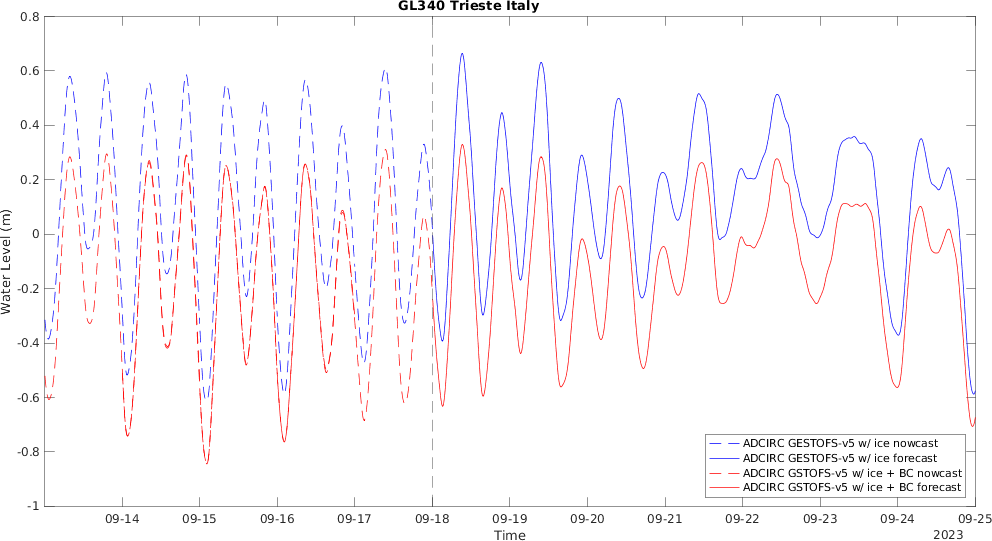 GL340 Trieste Italy
0.8
0.6
0.4
0.2
0
-0.2
-0.4
-0.6
-0.8
-1
Water Level (m)
09-14 09-15 09-16 09-17 09-18 09-19 09-20 09-21 09-22 09-23 09-24 09-25
Time
2023
ADCIRC GESTOFS-v5 w/ ice nowcast
ADCIRC GESTOFS-v5 w/ ice forecast
ADCIRC GSTOFS-v5 w/ ice + BC nowcast
ADCIRC GSTOFS-v5 w/ ice + BC forecast